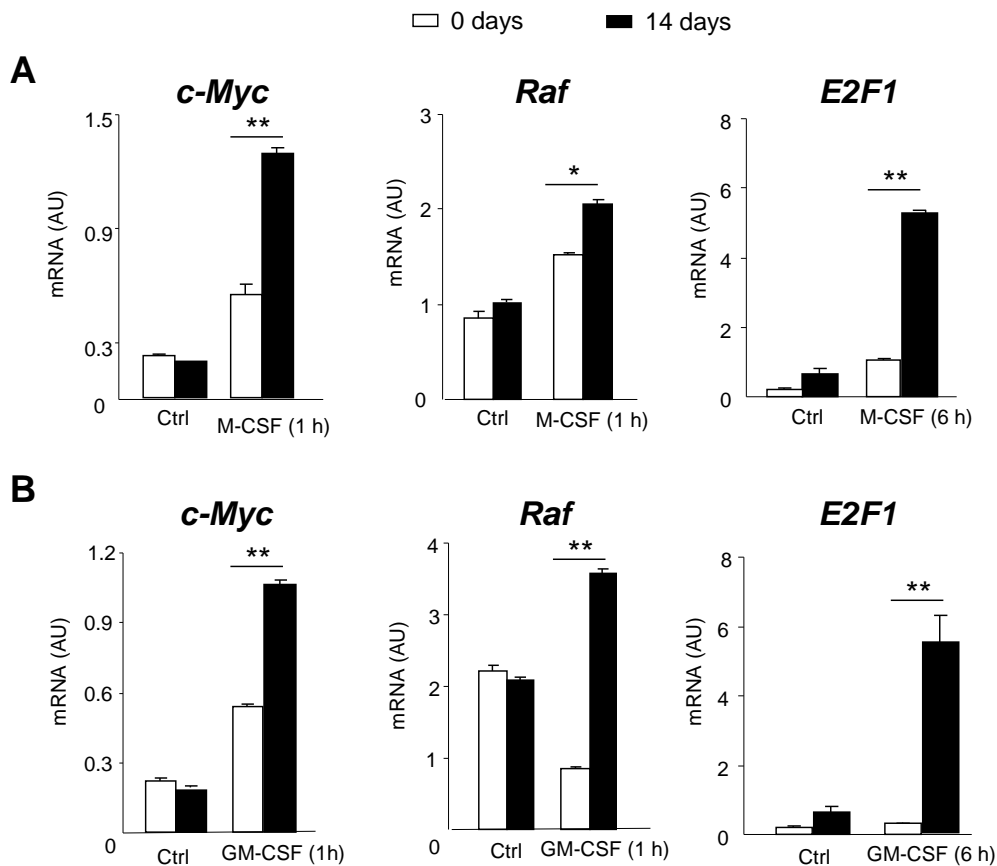 0 days 14 days
A
c-Myc
1.5
0.9
0.3
0
mRNA (AU)
**
Ctrl
M-CSF (1 h)
Raf
3
2
1
0
mRNA (AU)
*
Ctrl
M-CSF (1 h)
E2F1
8
6
4
2
0
mRNA (AU)
**
Ctrl
M-CSF (6 h)
B
c-Myc
1.2
0.9
0.6
0.3
0
mRNA (AU)
**
Ctrl
GM-CSF (1h)
Raf
4
3
2
1
0
mRNA (AU)
**
Ctrl
GM-CSF (1 h)
E2F1
8
6
4
2
0
mRNA (AU)
**
Ctrl
GM-CSF (6 h)